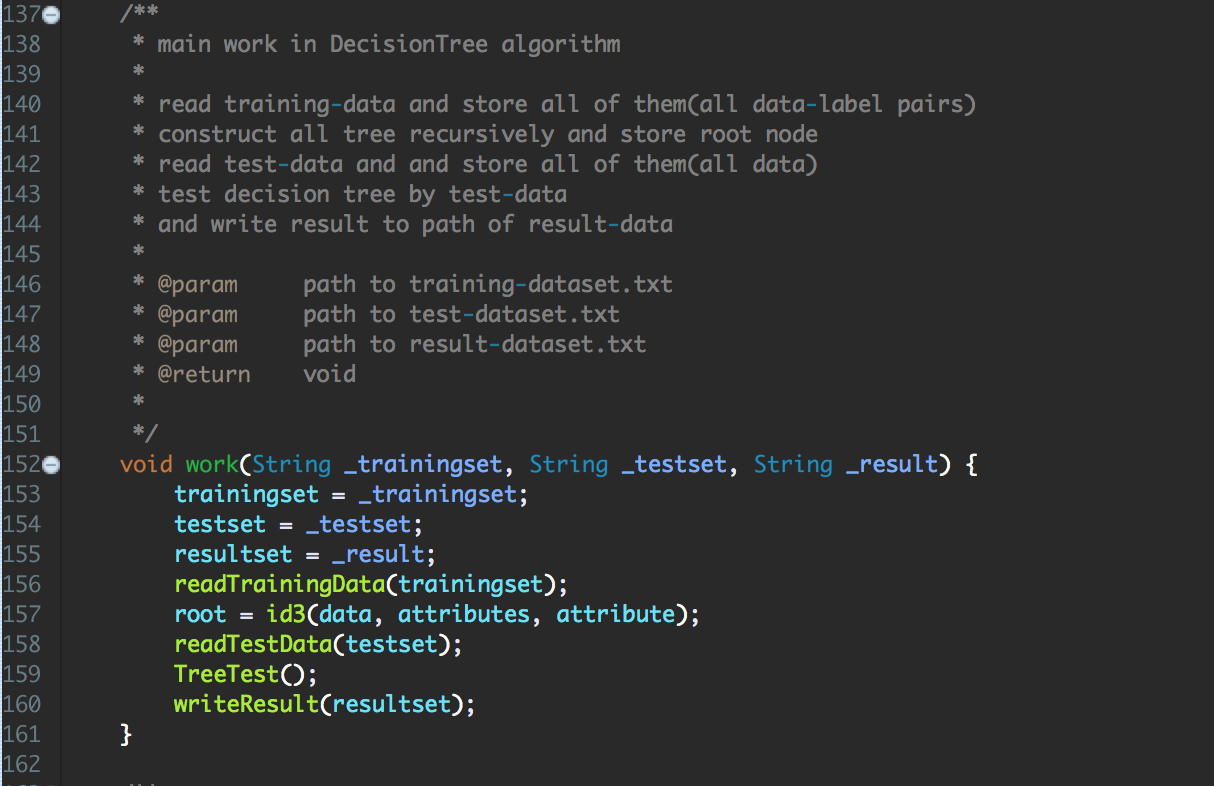 137 /**
138 * main work in DecisionTree algorithm
139 *
140 * read training-data and store all of them(all data-label pairs)
141 * construct all tree recursively and store root node
142 * read test-data and and store all of them(all data)
143 * test decision tree by test-data
144 * and write result to path of result-data
145 *
146 * @param     path to training-dataset.txt
147 * @param     path to test-dataset.txt
148 * @param     path to result-dataset.txt
149 * @return    void
150 *
151 */
152 void work(String _trainingset, String _testset, String _result) {
153     trainingset = _trainingset;
154     testset = _testset;
155     resultset = _result;
156     readTrainingData(trainingset);
157     root = id3(data, attributes, attribute);
158     readTestData(testset);
159     TreeTest();
160     writeResult(resultset);
161 }
162